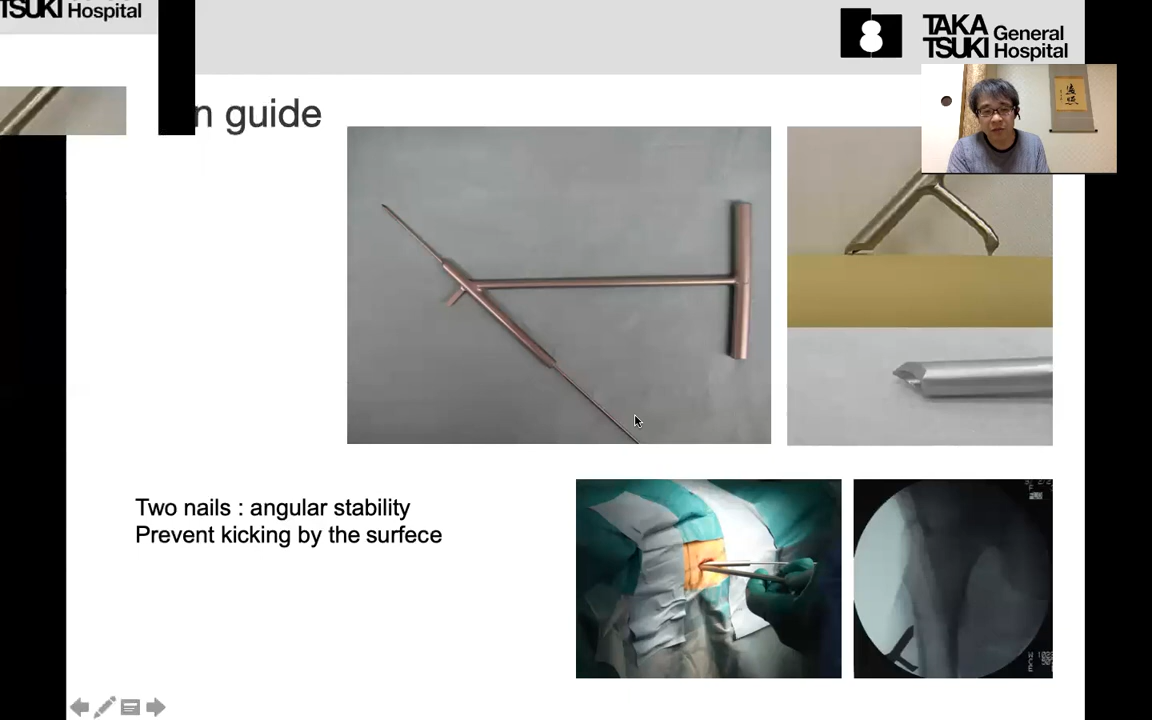 TSUKI Hospital
TAKA
TSUKI General
Hospital
n guide
Two nails : angular stability
Prevent kicking by the surfece